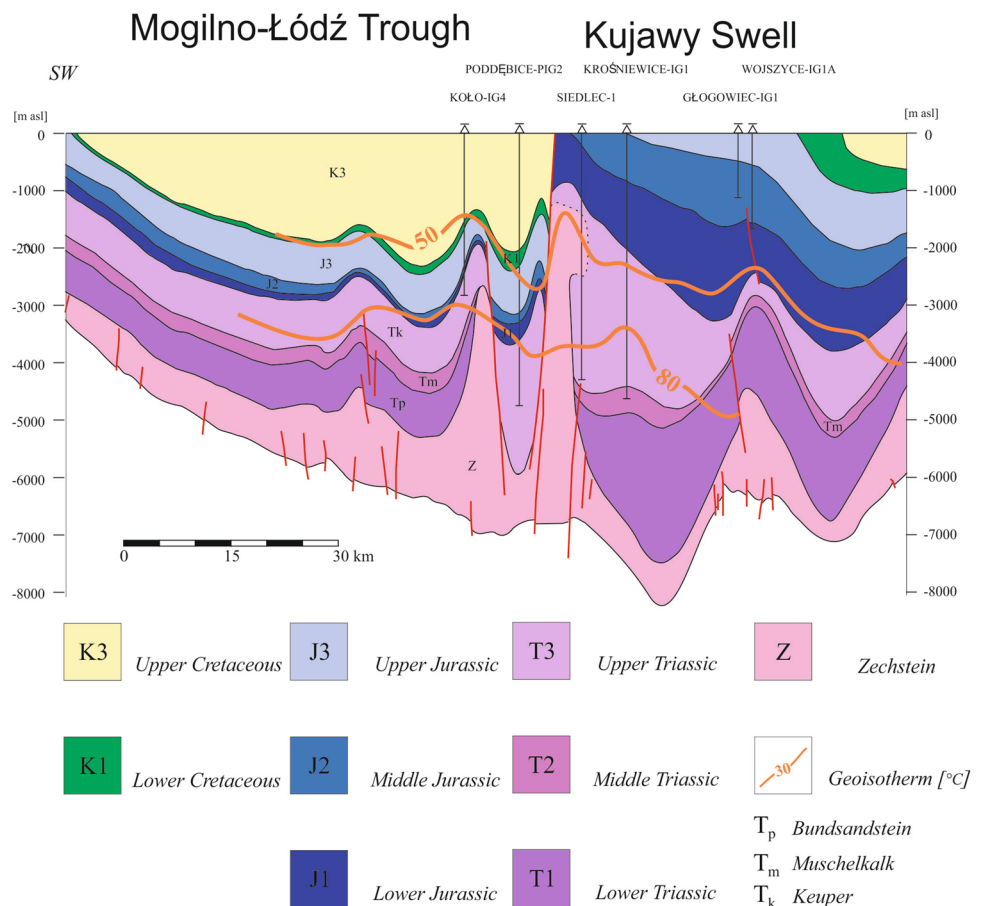 Mogilno-Łódź Trough
Kujawy Swell
SW
PODDĘBICE-PIG2 KROŚNIEWICE-IG1 WOJSZYCE-IG1A
KOŁO-IG4 SIEDLEC-1 GŁOGOWIEC-IG1
[m asl] [m asl]
0 0
K3
-1000 -1000
50
-2000 -2000
K1
J3
J2
-3000 -3000
Tk
J1
-4000 -4000
Tm 80
Tp
-5000 -5000
Tm
Z
-6000 -6000
-7000 -7000
0 15 30 km
-8000 -8000
K3 Upper Cretaceous J3 Upper Jurassic T3 Upper Triassic Z Zechstein
K1 Lower Cretaceous J2 Middle Jurassic T2 Middle Triassic 30 Geoisotherm [°C]
Tp Bundsandstein
Tm Muschelkalk
J1 Lower Jurassic T1 Lower Triassic Tk Keuper